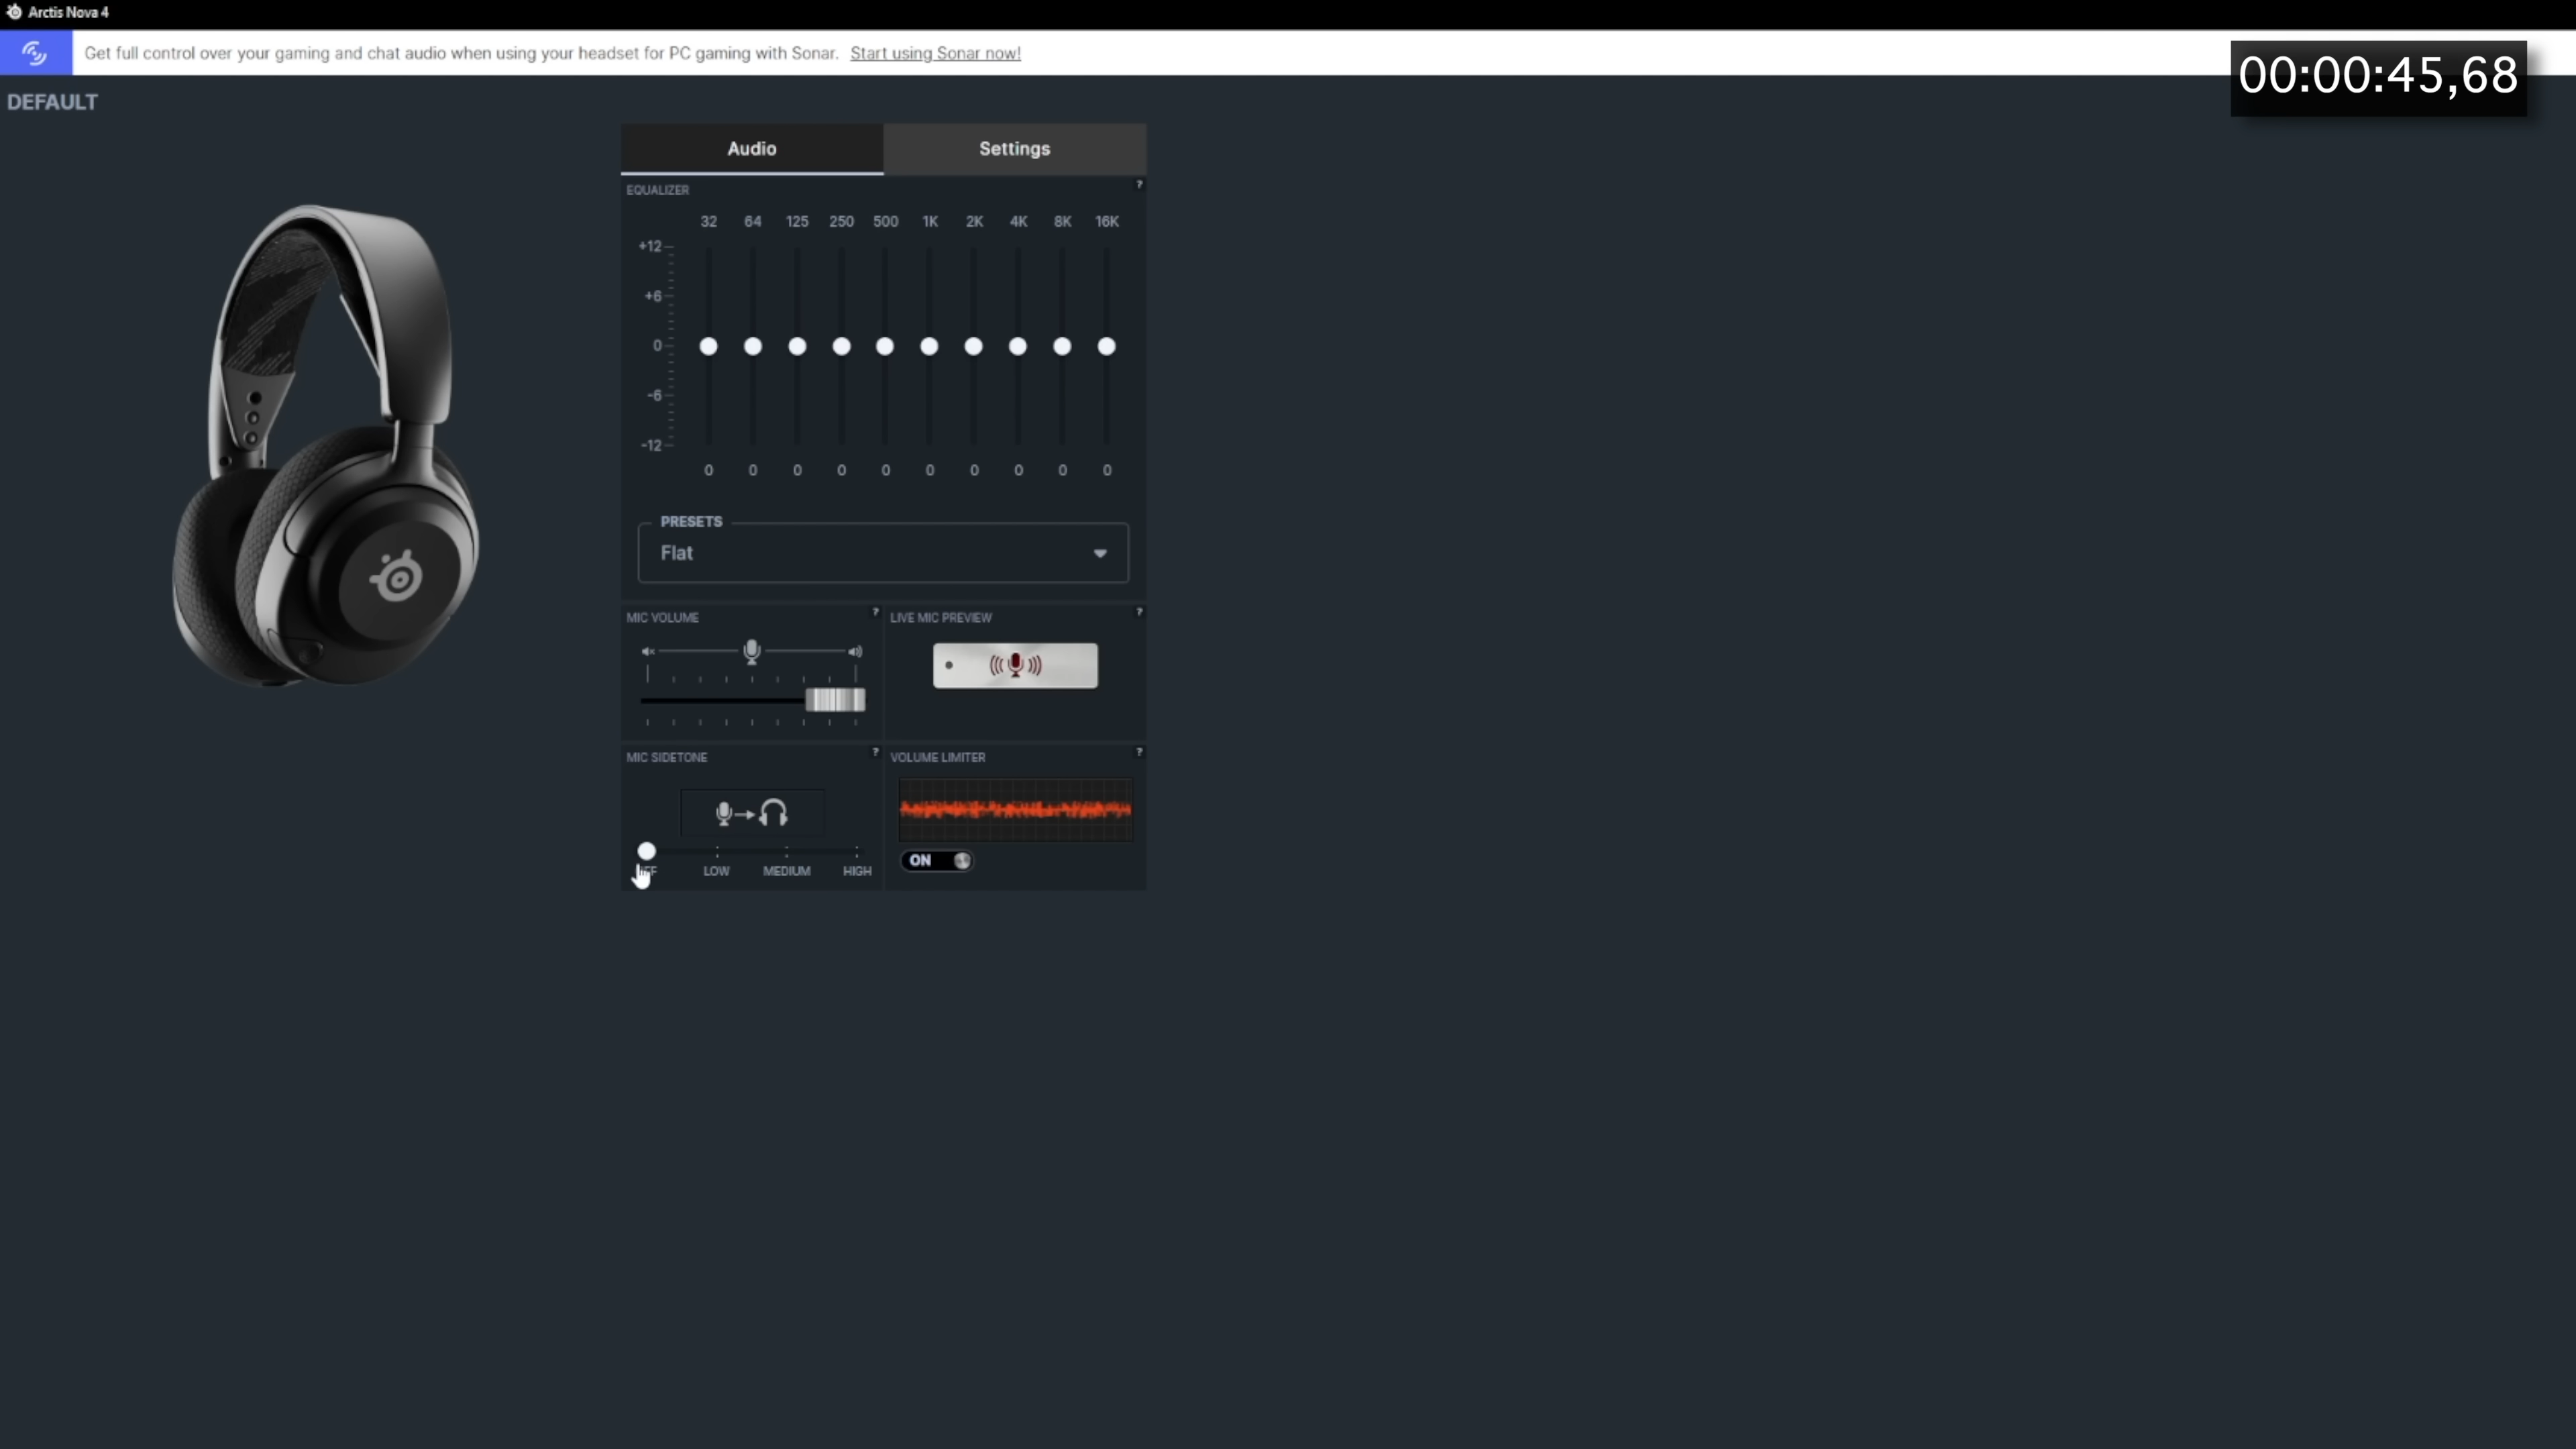 Arctis Nova 4
Get full control over your gaming and chat audio when using your headset for PC gaming with Sonar. Start using Sonar now!
00:00:45,68
DEFAULT
Audio Settings
EQUALIZER ?
32 64 125 250 500 1K 2K 4K 8K 16K
+12
+6
0
-6
-12
0 0 0 0 0 0 0 0 0 0
PRESETS
Flat
MIC VOLUME ? LIVE MIC PREVIEW ?
MIC SIDETONE ? VOLUME LIMITER ?
ON
LOW MEDIUM HIGH